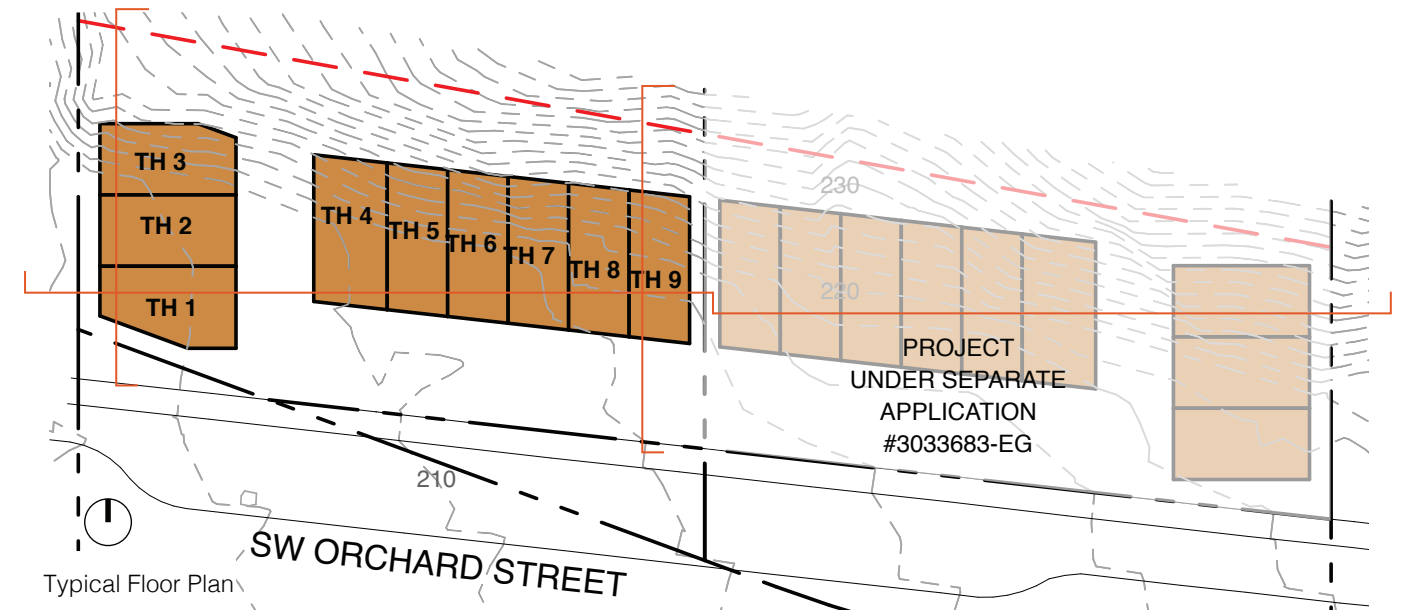 TH 3
TH 2
TH 1
TH 4
TH 5
TH 6
TH 7
TH 8
TH 9
230
220
PROJECT
UNDER SEPARATE
APPLICATION
#3033683-EG
210
SW ORCHARD STREET
Typical Floor Plan